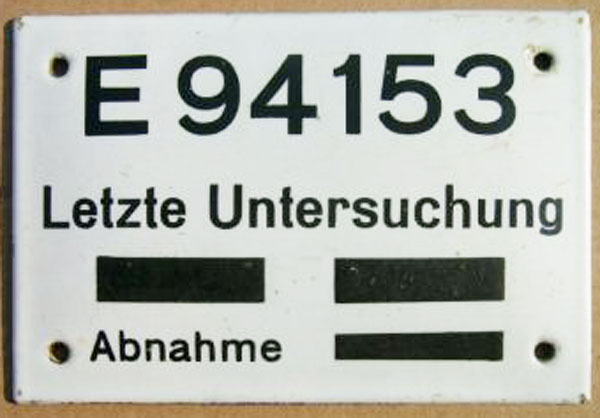 E 94153
Letzte Untersuchung
Abnahme